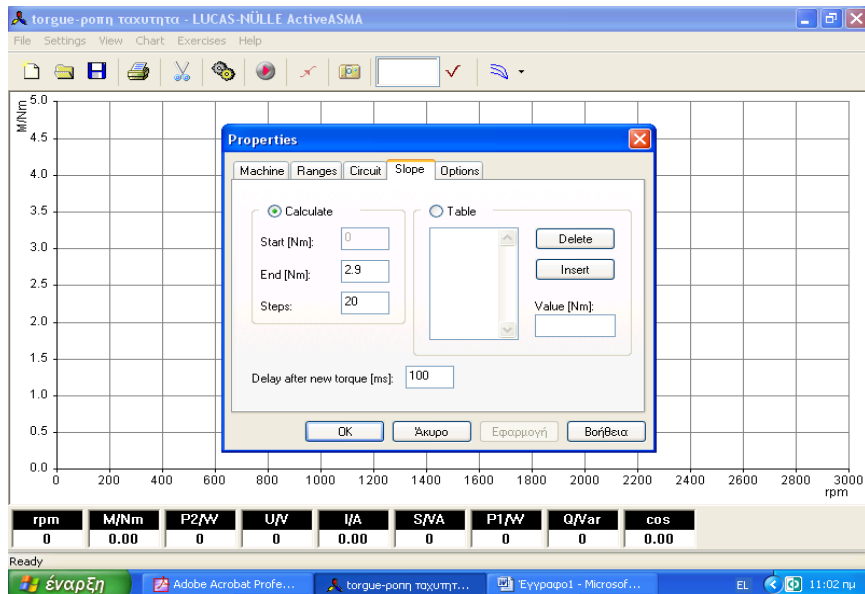 torgue-ροπη ταχυτητα - LUCAS-NÜLLE ActiveASMA
File Settings View Chart Exercises Help
M/Nm
5.0
4.5
4.0
3.5
3.0
2.5
2.0
1.5
1.0
0.5
0.0
Properties
Machine Ranges Circuit Slope Options
Calculate
Start [Nm]: 0
End [Nm]: 2.9
Steps: 20
Table
Delete
Insert
Value [Nm]:
Delay after new torque [ms]: 100
OK Άκυρο Εφαρμογή Βοήθεια
0 200 400 600 800 1000 1200 1400 1600 1800 2000 2200 2400 2600 2800 3000
rpm
rpm M/Nm P2/W U/V I/A S/VA P1/W Q/Var cos
0 0.00 0 0 0.00 0 0 0 0.00
Ready
έναρξη Adobe Acrobat Profe... torgue-ροπη ταχυτητ... Έγγραφο1 - Microsof... EL 11:02 πμ